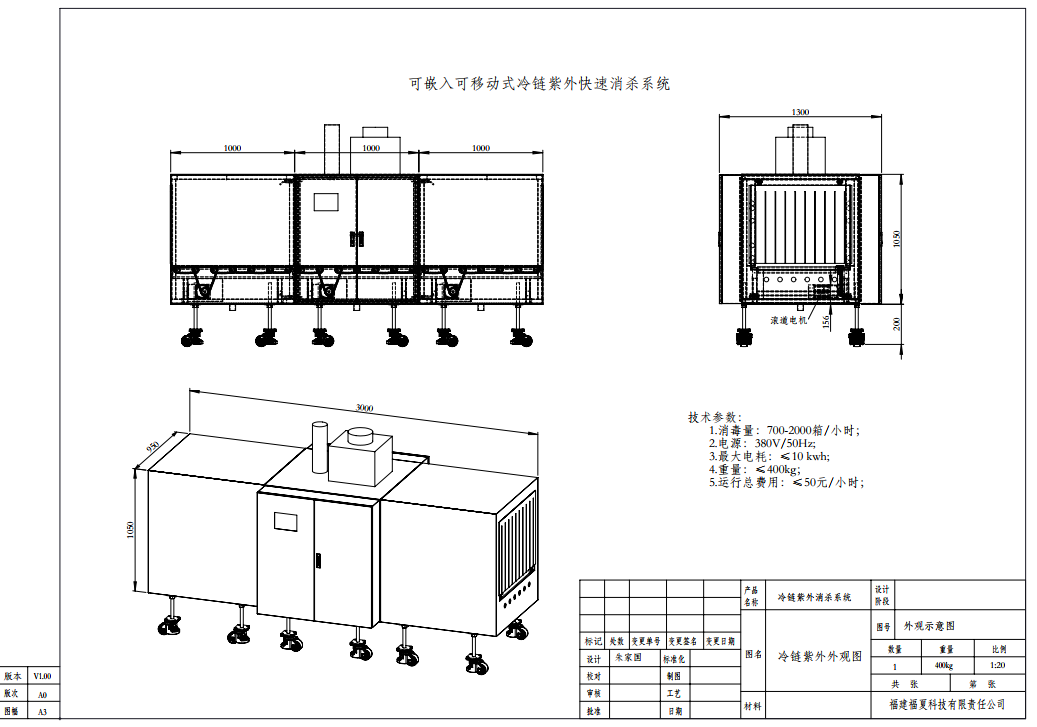 可嵌入可移动式冷链紫外快速消杀系统
1000
1000
1000
1300
1050
200
156
滚道电机
3000
950
1050
技术参数：
1.消毒量：700-2000箱/小时；
2.电源：380V/50Hz;
3.最大电耗：≤10 kwh;
4.重量：≤400kg;
5.运行总费用：≤50元/小时；
产品名称 冷链紫外消杀系统 设计阶段
图号 外观示意图
标记 处数 变更单号 变更签名 变更日期
图名 冷链紫外外观图
数量 重量 比例
1 400kg 1:20
设计 朱家国 标准化
校对 制图
共 张 第 张
审核 工艺
批准 日期
材料 福建福夏科技有限责任公司
版本 V1.00
版次 A0
图幅 A3